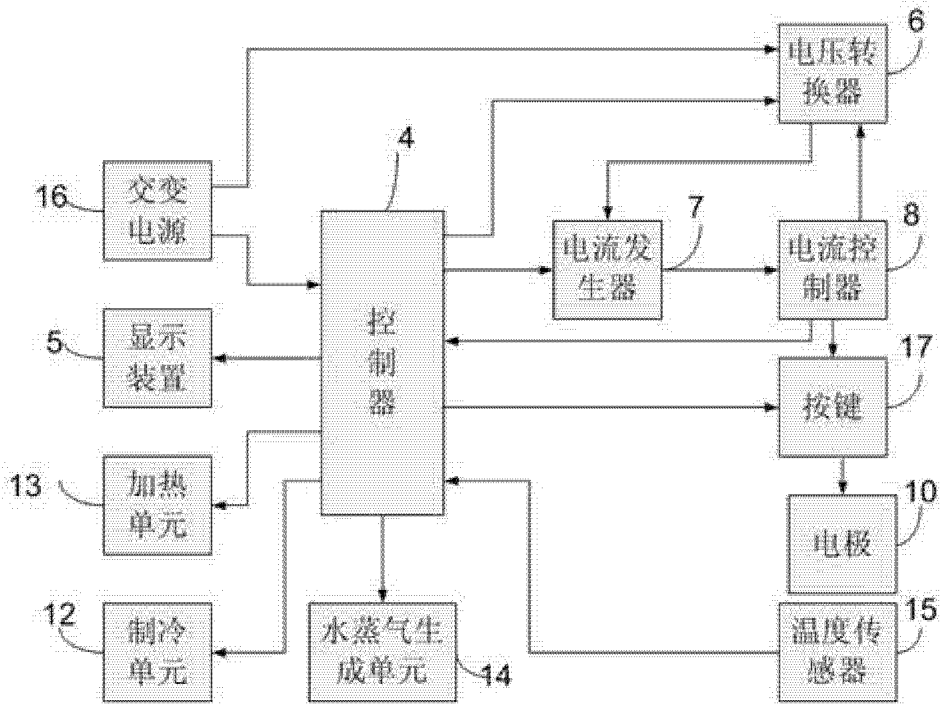 6
电压转
换器
4
16
交变
电源
7
电流发
生器
8
电流控
制器
控
制
器
5
显示
装置
17
按键
13
加热
单元
10
电极
12
制冷
单元
水蒸气生
成单元
14
15
温度传
感器